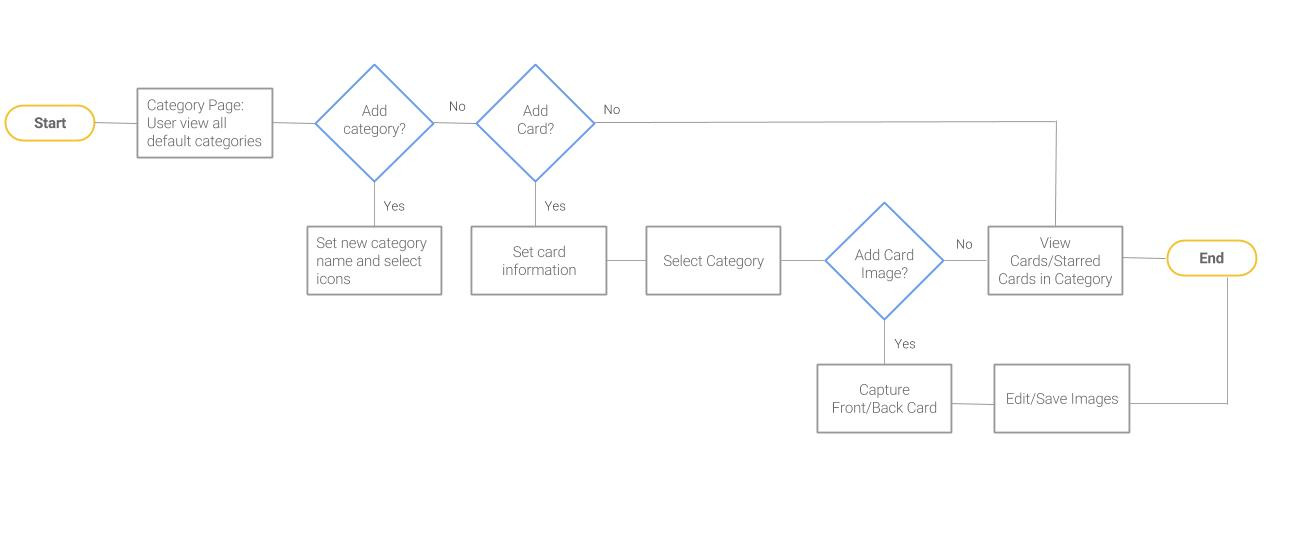 Start
Category Page:
User view all
default categories
Add
category?
No
Add
Card?
No
Yes
Set new category
name and select
icons
Yes
Set card
information
Select Category
Add Card
Image?
No
View
Cards/Starred
Cards in Category
End
Yes
Capture
Front/Back Card
Edit/Save Images